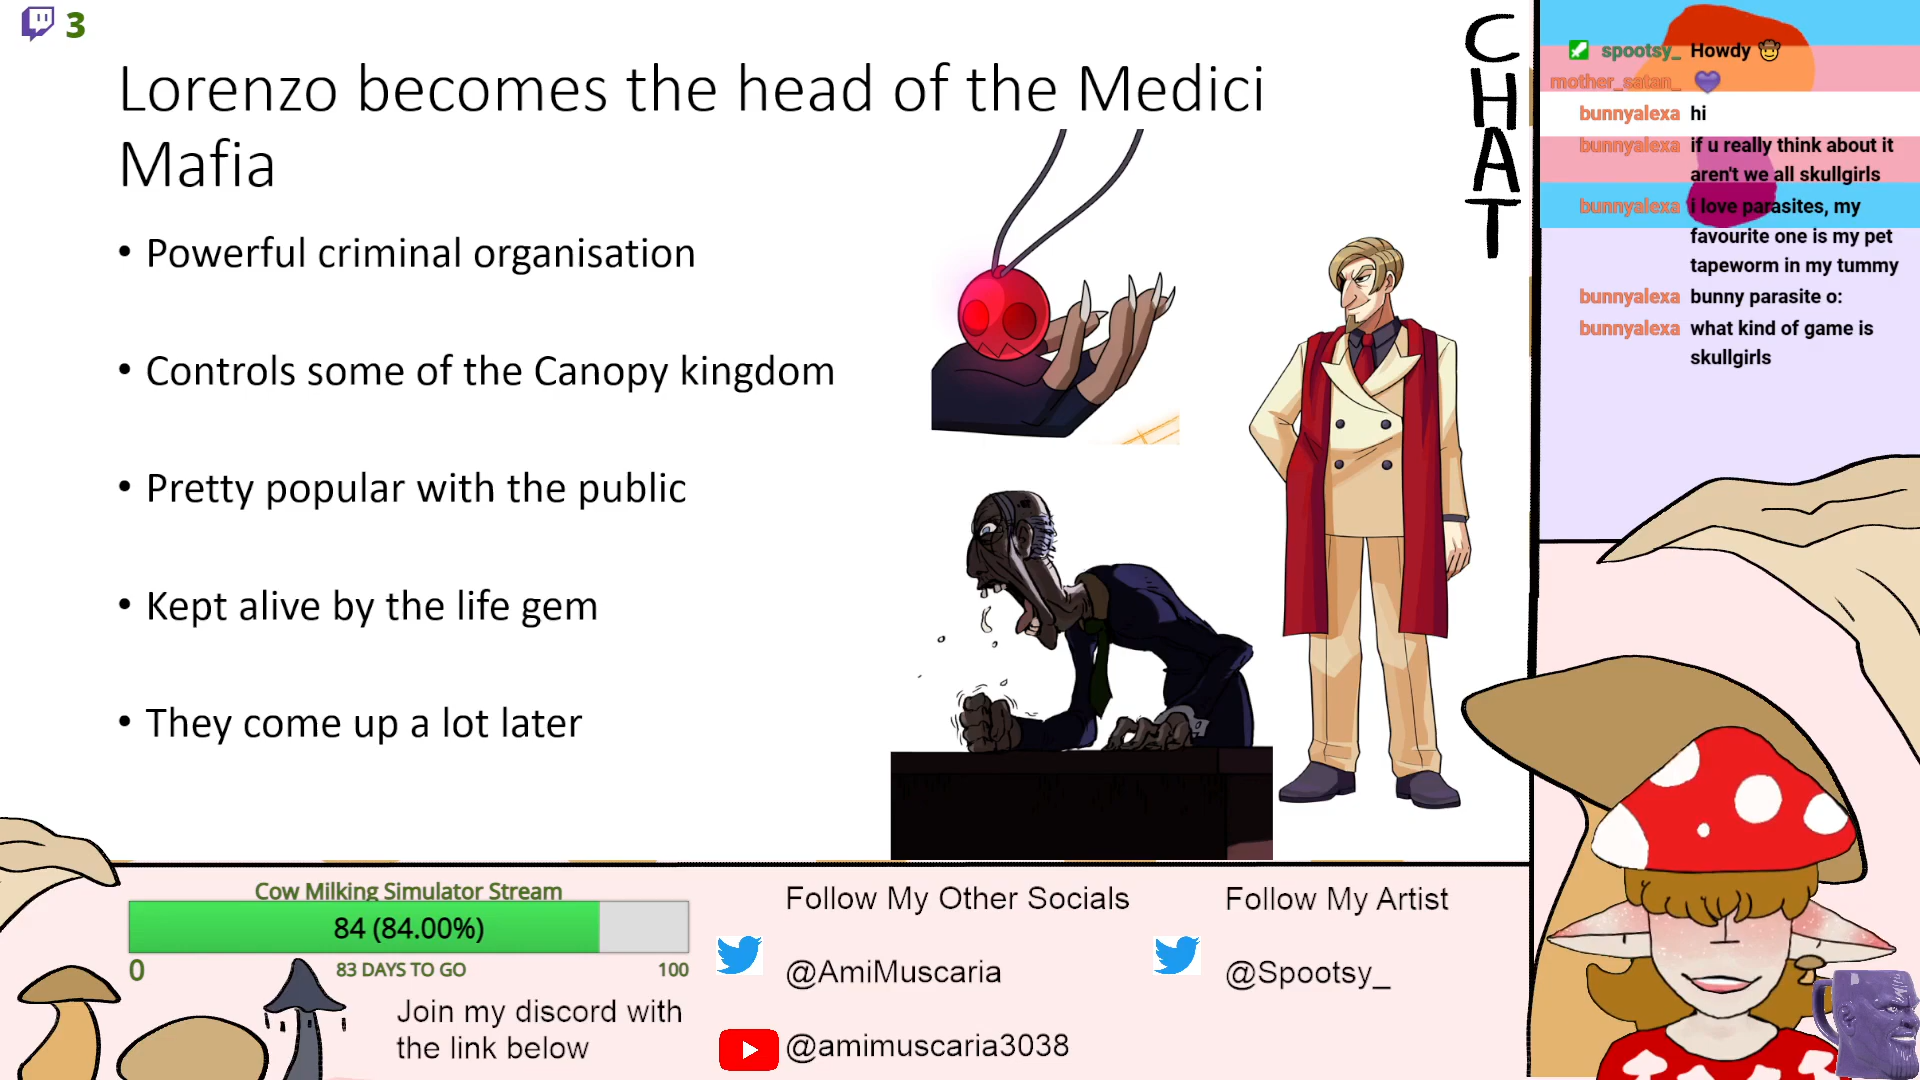 3
Lorenzo becomes the head of the Medici
Mafia
• Powerful criminal organisation
• Controls some of the Canopy kingdom
• Pretty popular with the public
• Kept alive by the life gem
• They come up a lot later
CHAT
spootsy_ Howdy 🤠
mother_satan_ 💜
bunnyalexa hi
bunnyalexa if u really think about it
aren't we all skullgirls
bunnyalexa i love parasites, my
favourite one is my pet
tapeworm in my tummy
bunnyalexa bunny parasite o:
bunnyalexa what kind of game is
skullgirls
Cow Milking Simulator Stream
84 (84.00%)
0 83 DAYS TO GO 100
Join my discord with
the link below
Follow My Other Socials
@AmiMuscaria
@amimuscaria3038
Follow My Artist
@Spootsy_